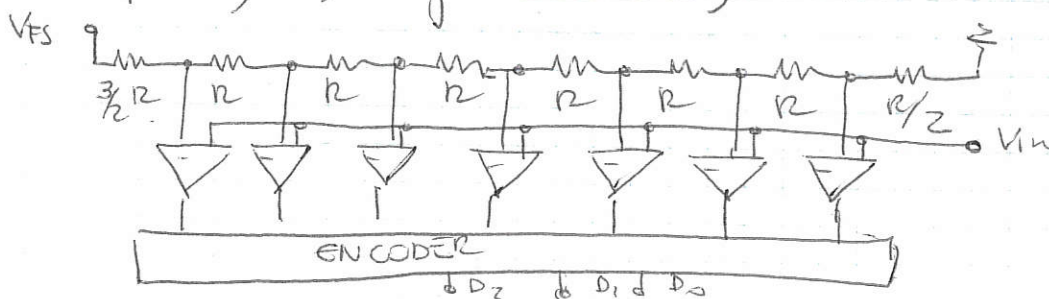 VFS
3/2 R R R R R R R R/2
Vin
- - - - - - -
ENCODER
D2 D1 D0